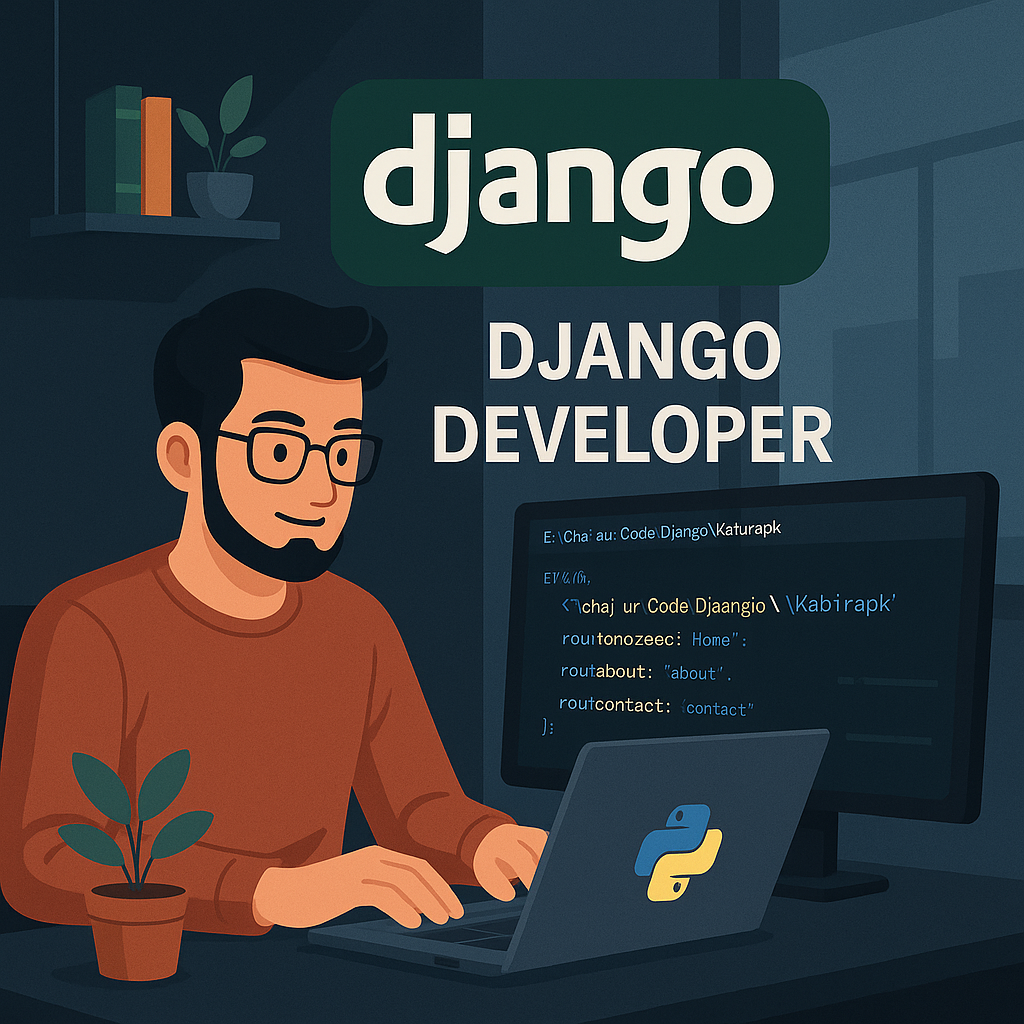 django
DJANGO
DEVELOPER
E:\Cha au: Code\Django\Katurapk
<"\chaj ur Code Djaangio \ \Kabirapk'
routonozeec: Home":
routabout: "about".
routcontact: {contact"
];